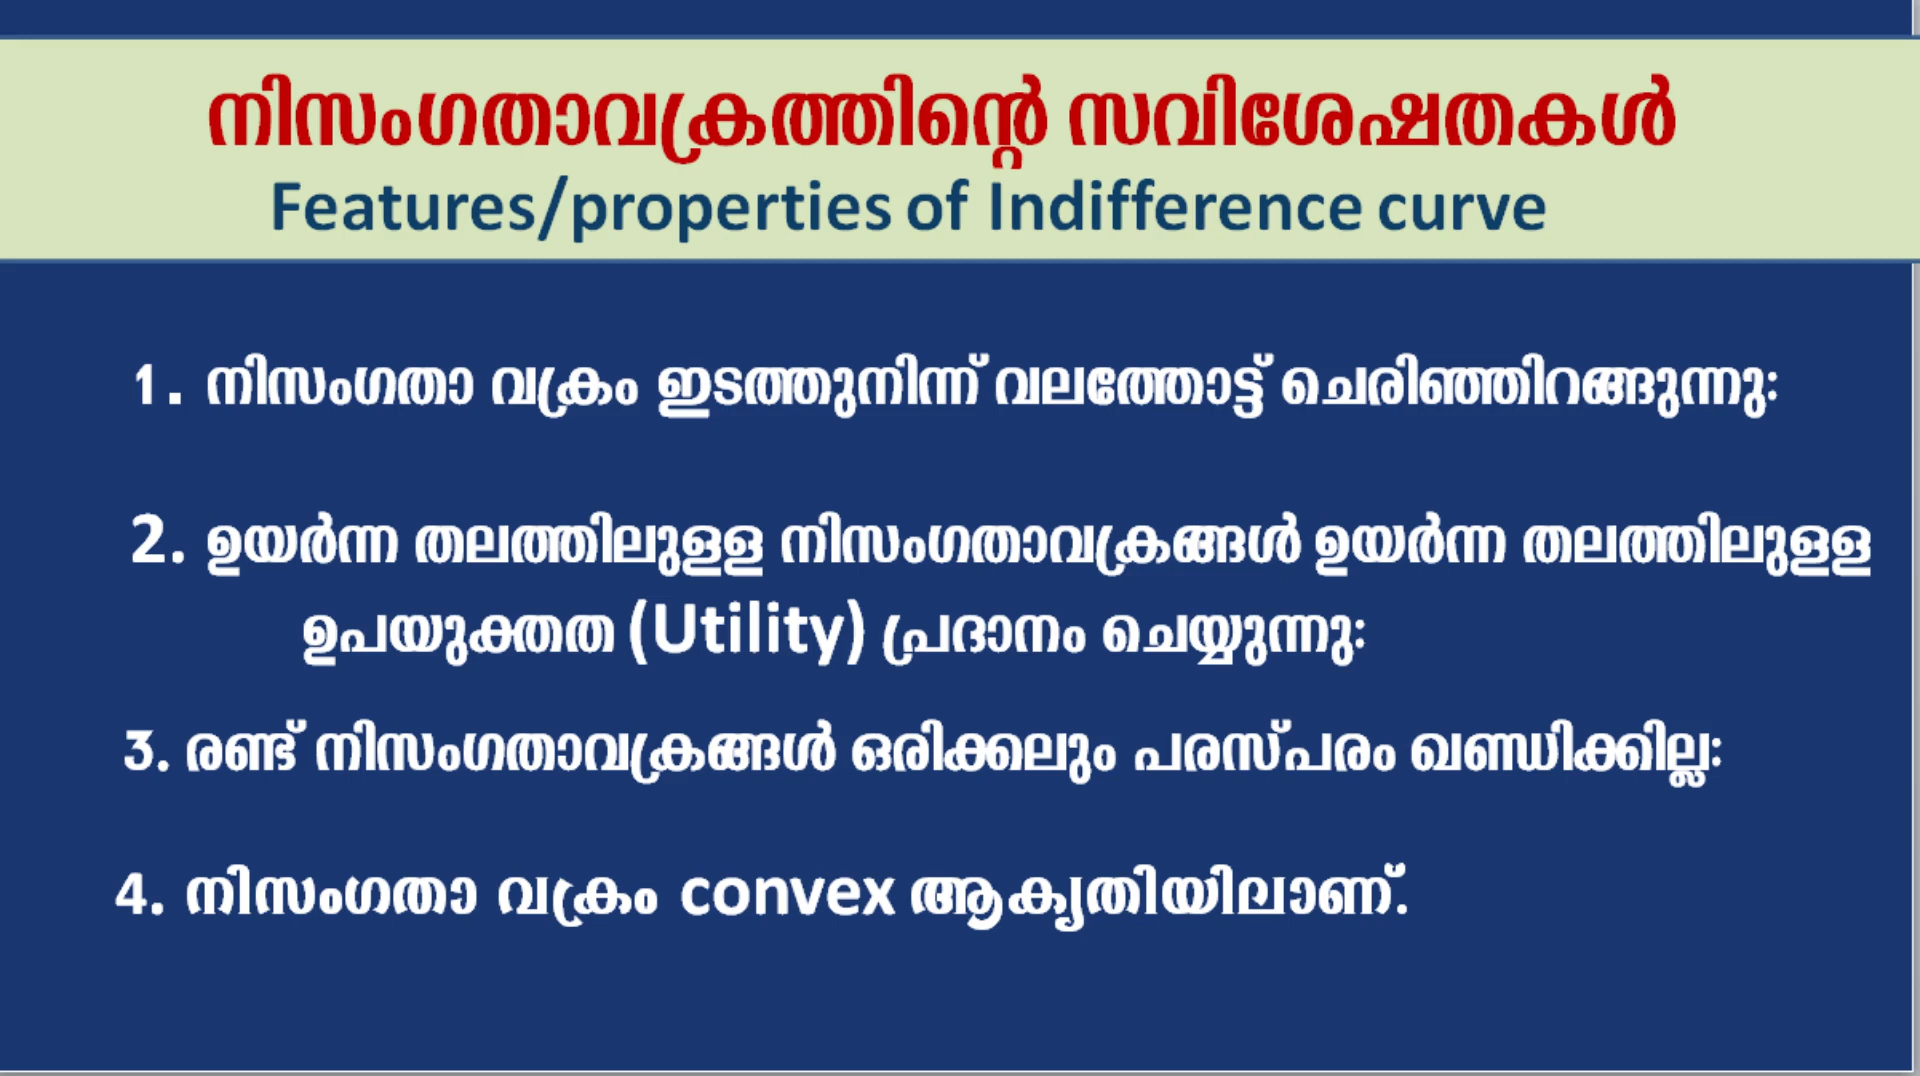 നിസംഗതാവക്രത്തിന്റെ സവിശേഷതകൾ
Features/properties of Indifference curve
1. നിസംഗതാ വക്രം ഇടത്തുനിന്ന് വലത്തോട്ട് ചെരിഞ്ഞിറങ്ങുന്നു:
2. ഉയർന്ന തലത്തിലുളള നിസംഗതാവക്രങ്ങൾ ഉയർന്ന തലത്തിലുളള
ഉപയുക്തത (Utility) പ്രദാനം ചെയ്യുന്നു:
3. രണ്ട് നിസംഗതാവക്രങ്ങൾ ഒരിക്കലും പരസ്പരം ഖണ്ഡിക്കില്ല:
4. നിസംഗതാ വക്രം convex ആകൃതിയിലാണ്.